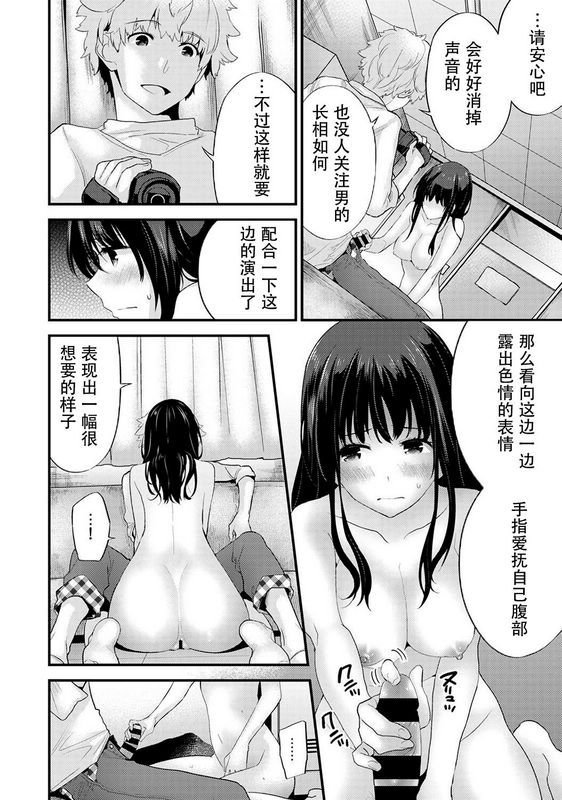 …请安心吧
会好好消掉
声音的
也没人关注男的
长相如何
…不过这样就要
配合一下这
边的演出了
那么看向这边一边
露出色情的表情
手指爱抚自己腹部
ヌュッ
表现出一幅很
想要的样子
…！
…